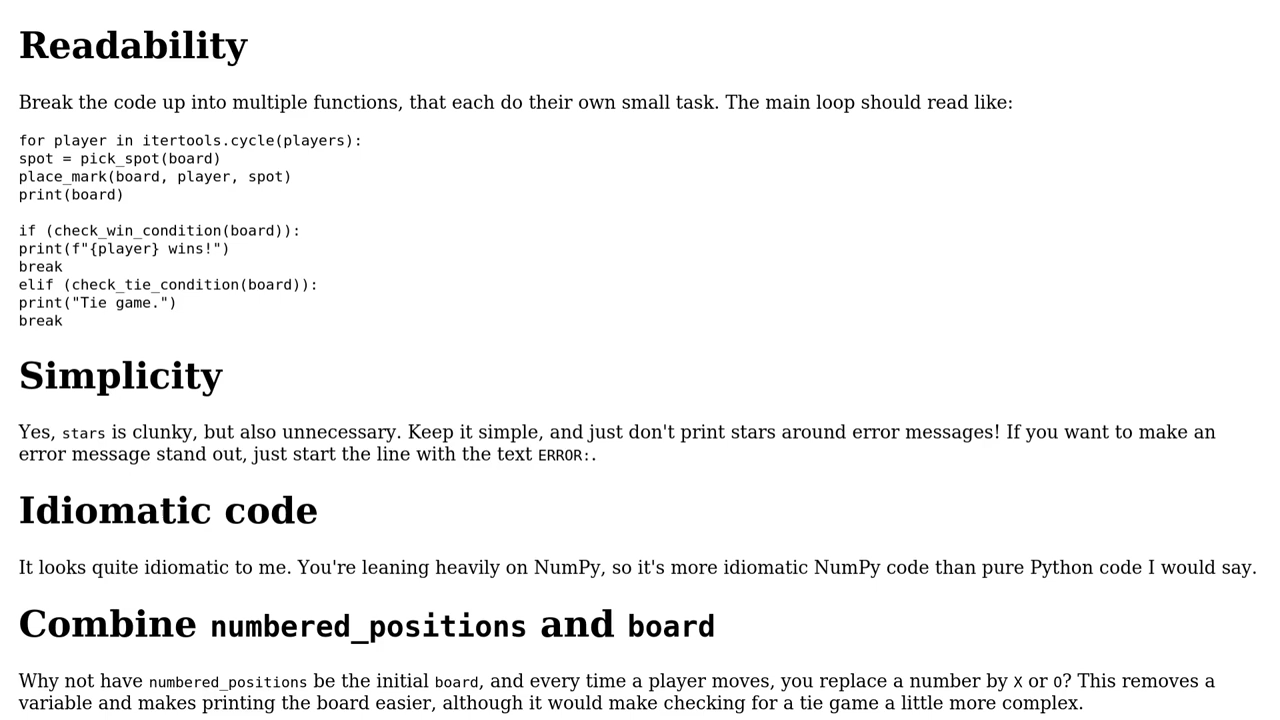 Readability
Break the code up into multiple functions, that each do their own small task. The main loop should read like:
for player in itertools.cycle(players):
spot = pick_spot(board)
place_mark(board, player, spot)
print(board)
if (check_win_condition(board)):
print(f"{player} wins!")
break
elif (check_tie_condition(board)):
print("Tie game.")
break
Simplicity
Yes, stars is clunky, but also unnecessary. Keep it simple, and just don't print stars around error messages! If you want to make an
error message stand out, just start the line with the text ERROR:.
Idiomatic code
It looks quite idiomatic to me. You're leaning heavily on NumPy, so it's more idiomatic NumPy code than pure Python code I would say.
Combine numbered_positions and board
Why not have numbered_positions be the initial board, and every time a player moves, you replace a number by X or O? This removes a
variable and makes printing the board easier, although it would make checking for a tie game a little more complex.